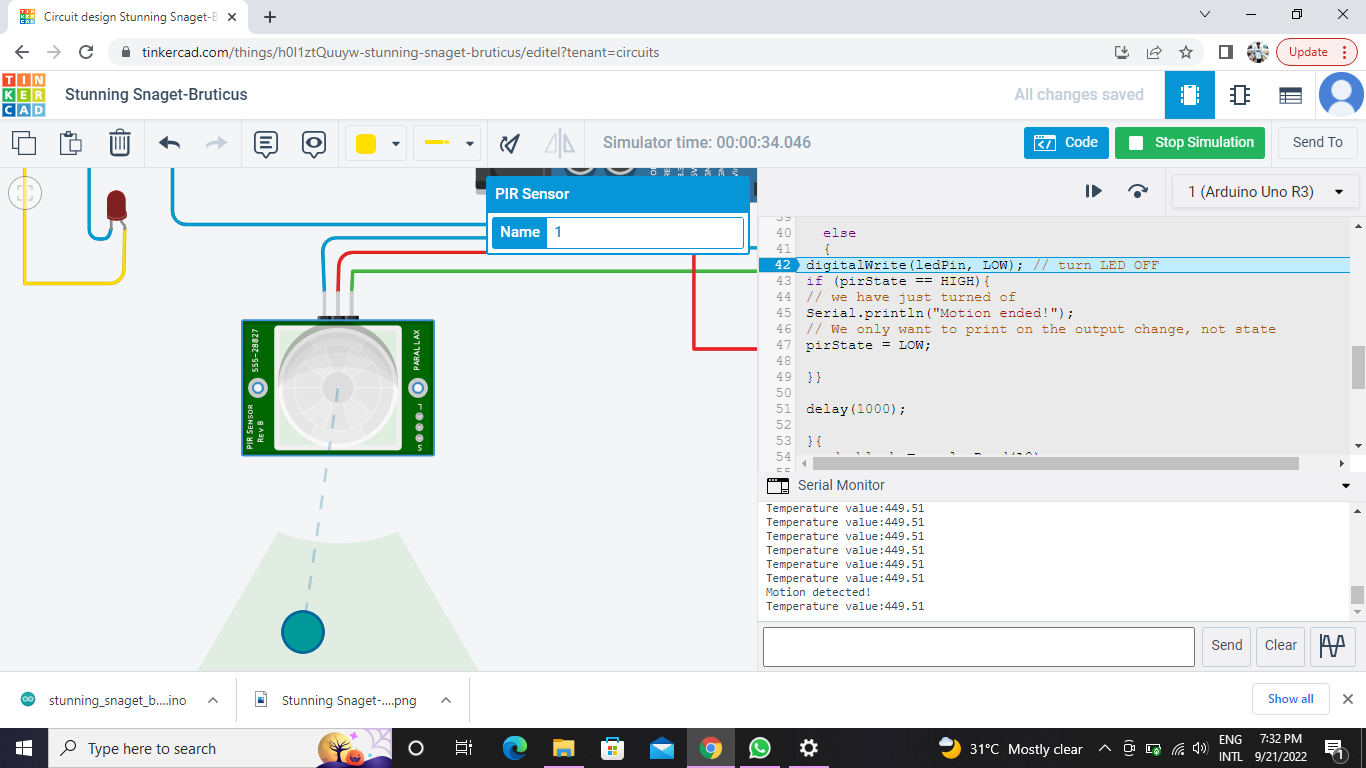 Circuit design Stunning Snaget-B
tinkercad.com/things/h0I1ztQuuyw-stunning-snaget-bruticus/editel?tenant=circuits
Update
TIN
KER
CAD
Stunning Snaget-Bruticus
All changes saved
Simulator time: 00:00:34.046
Code
Stop Simulation
Send To
PIR Sensor
Name 1
1 (Arduino Uno R3)
555-28027
PARALLAX
PIR SENSOR
Rev B
39
40 else
41 {
42 digitalWrite(ledPin, LOW); // turn LED OFF
43 if (pirState == HIGH){
44 // we have just turned of
45 Serial.println("Motion ended!");
46 // We only want to print on the output change, not state
47 pirState = LOW;
48
49 }}
50
51 delay(1000);
52
53 }{
54
Serial Monitor
Temperature value:449.51
Temperature value:449.51
Temperature value:449.51
Temperature value:449.51
Temperature value:449.51
Temperature value:449.51
Motion detected!
Temperature value:449.51
Send
Clear
stunning_snaget_b....ino
Stunning Snaget-....png
Show all
Type here to search
31°C Mostly clear
ENG
INTL
7:32 PM
9/21/2022
1